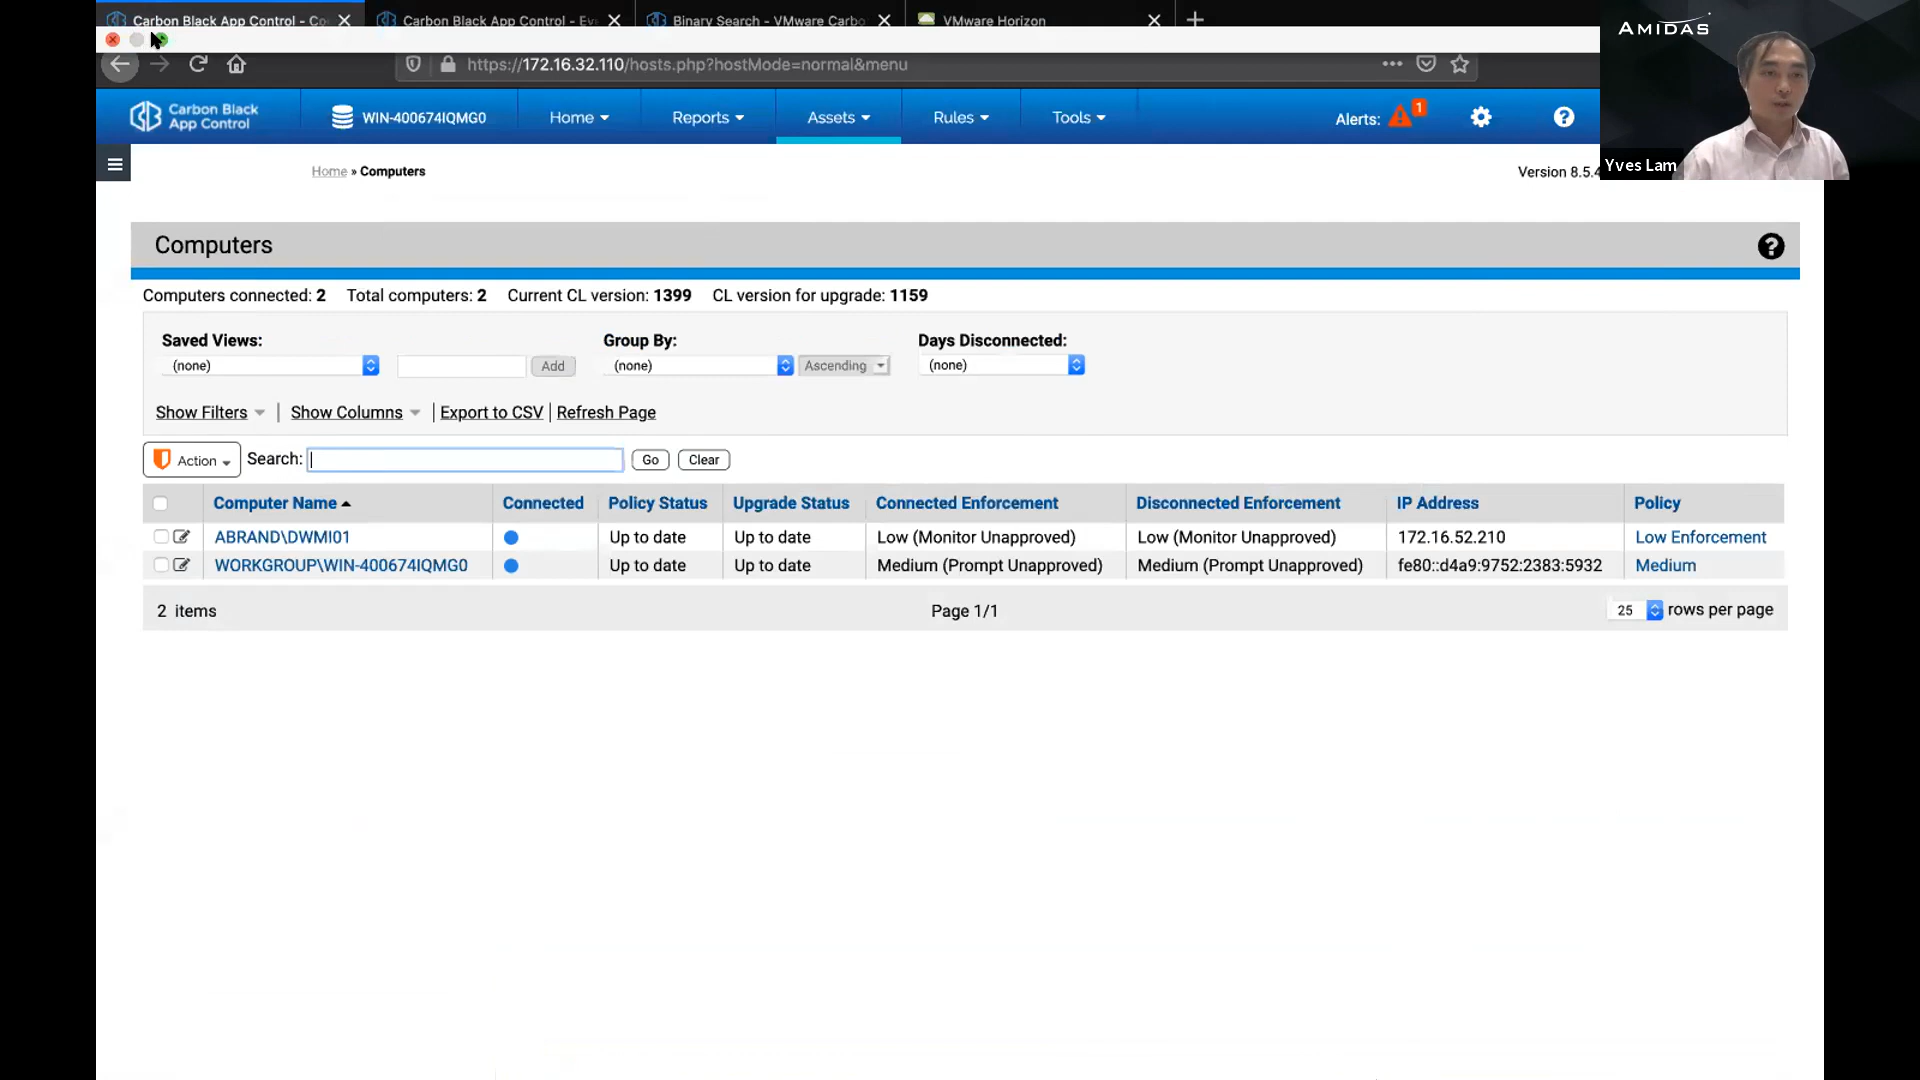 Carbon Black App Control - Co
Carbon Black App Control - Eve
Binary Search - VMware Carbo
VMware Horizon
AMIDAS
https://172.16.32.110/hosts.php?hostMode=normal&menu
Carbon Black
App Control
WIN-400674IQMG0
Home
Reports
Assets
Rules
Tools
Alerts:
1
Yves Lam
Home » Computers
Version 8.5.4
Computers
Computers connected: 2 Total computers: 2 Current CL version: 1399 CL version for upgrade: 1159
Saved Views: Group By: Days Disconnected:
(none) Add (none) Ascending (none)
Show Filters | Show Columns | Export to CSV | Refresh Page
Action Search: Go Clear
Computer Name Connected Policy Status Upgrade Status Connected Enforcement Disconnected Enforcement IP Address Policy
ABRAND\DWMI01 Up to date Up to date Low (Monitor Unapproved) Low (Monitor Unapproved) 172.16.52.210 Low Enforcement
WORKGROUP\WIN-400674IQMG0 Up to date Up to date Medium (Prompt Unapproved) Medium (Prompt Unapproved) fe80::d4a9:9752:2383:5932 Medium
2 items Page 1/1 25 rows per page